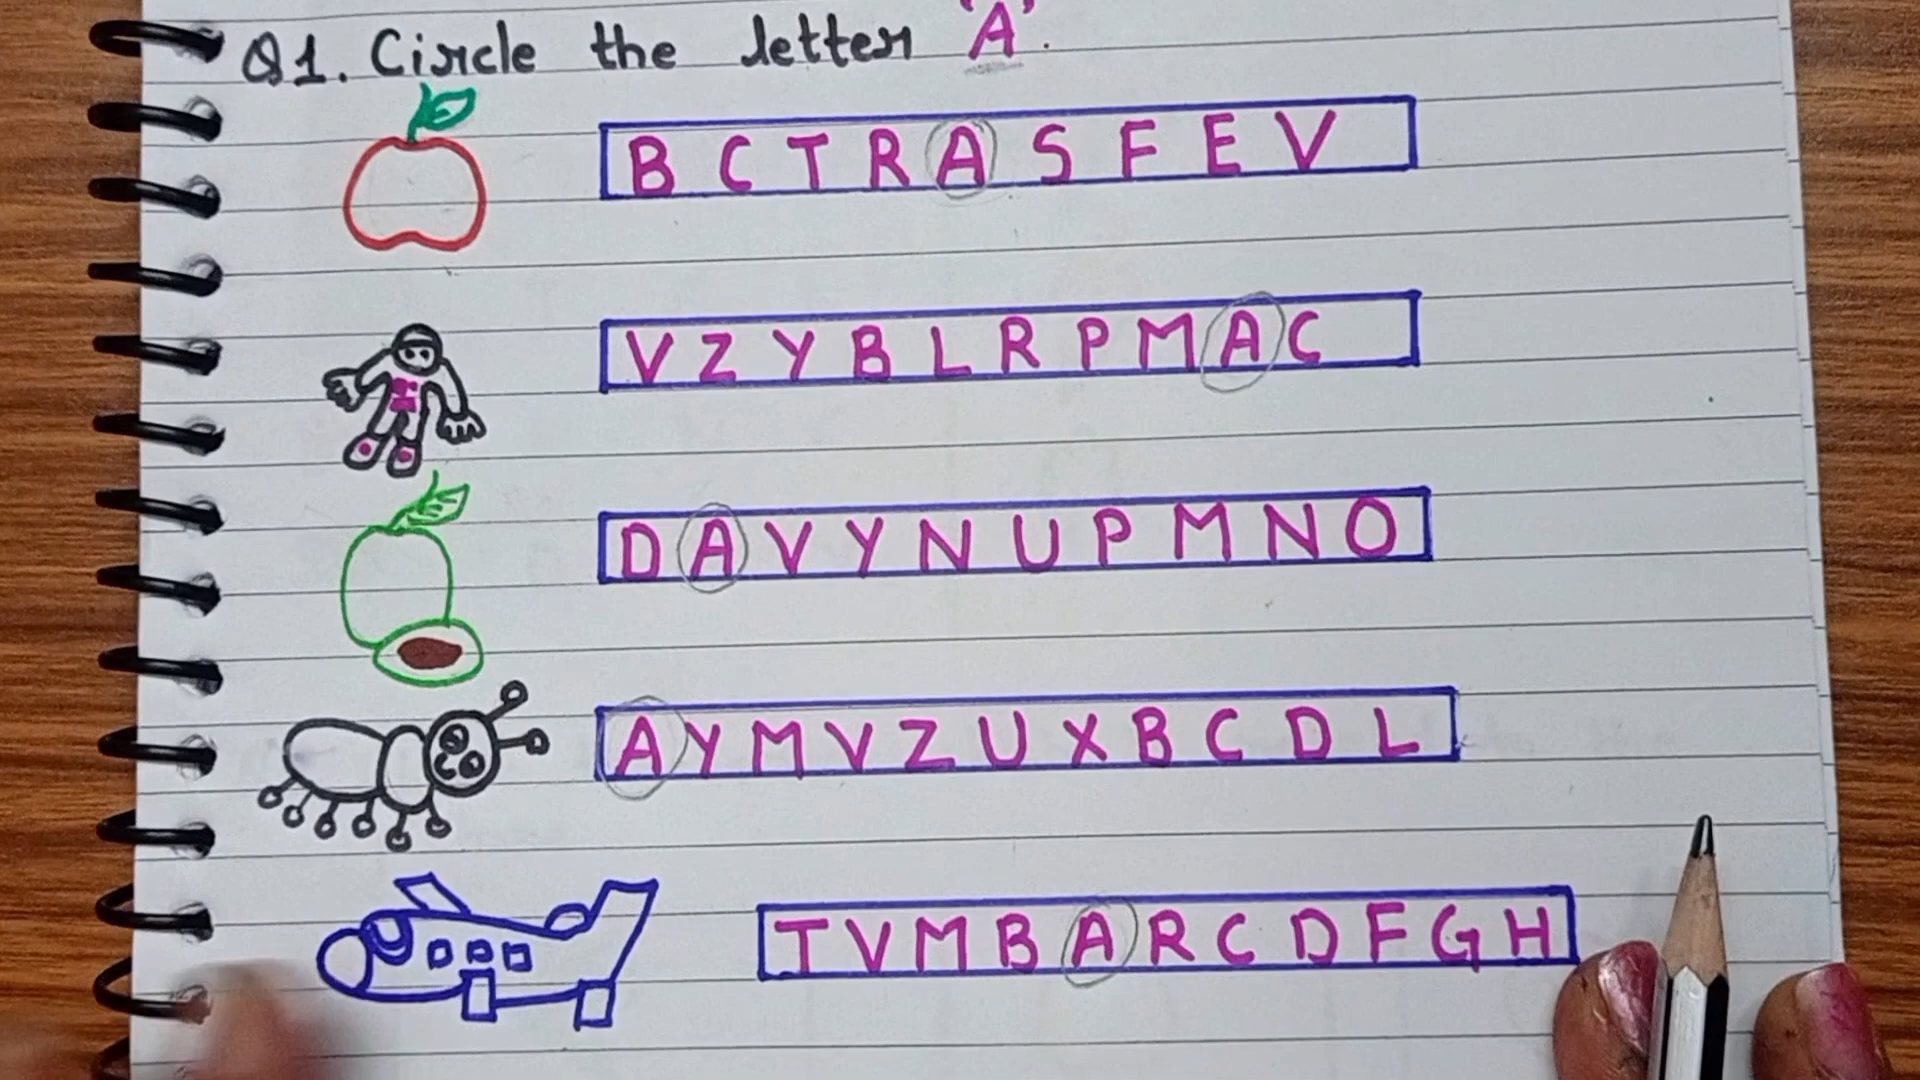 Q1. Circle the letter 'A'.
B C T R A S F E V
V Z Y B L R P M A C
D A V Y N U P M N O
A Y M V Z U X B C D L
T V M B A R C D F G H